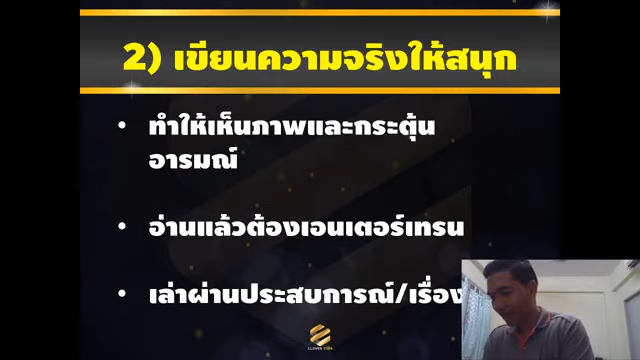 2) เขียนความจริงให้สนุก
• ทำให้เห็นภาพและกระตุ้น
อารมณ์
• อ่านแล้วต้องเอนเตอร์เทรน
• เล่าผ่านประสบการณ์/เรื่อง